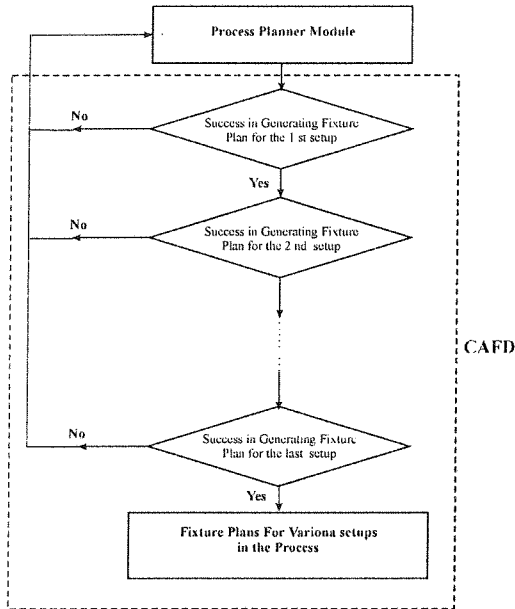 Process Planner Module
Success in Generating Fixture
Plan for the 1 st setup
No
Yes
Success in Generating Fixture
Plan for the 2 nd setup
No
CAFD
Success in Generating Fixture
Plan for the last setup
No
Yes
Fixture Plans For Variona setups
in the Process